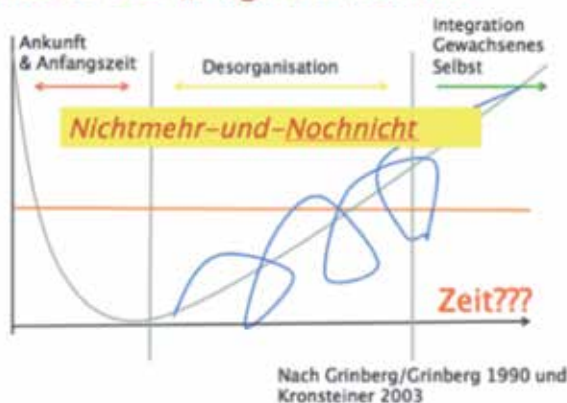 Ankunft
& Anfangszeit
Desorganisation
Integration
Gewachsenes
Selbst
Nichtmehr-und-Nochnicht
Zeit???
Nach Grinberg/Grinberg 1990 und
Kronsteiner 2003